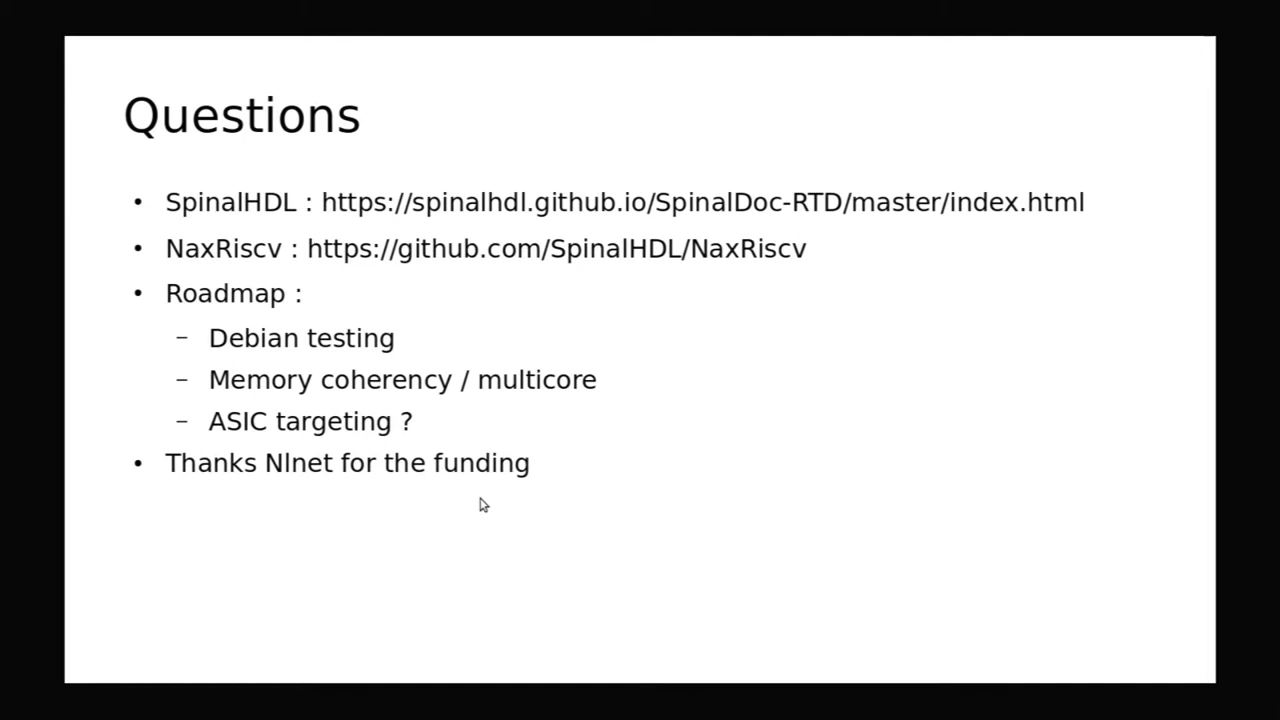 Questions
• SpinalHDL : https://spinalhdl.github.io/SpinalDoc-RTD/master/index.html
• NaxRiscv : https://github.com/SpinalHDL/NaxRiscv
• Roadmap :
– Debian testing
– Memory coherency / multicore
– ASIC targeting ?
• Thanks Nlnet for the funding